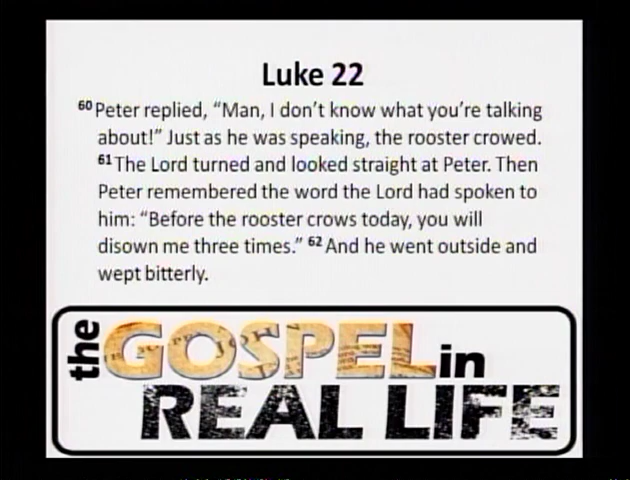 Luke 22
60 Peter replied, “Man, I don’t know what you’re talking
about!” Just as he was speaking, the rooster crowed.
61 The Lord turned and looked straight at Peter. Then
Peter remembered the word the Lord had spoken to
him: “Before the rooster crows today, you will
disown me three times.” 62 And he went outside and
wept bitterly.
the GOSPEL in
REAL LIFE